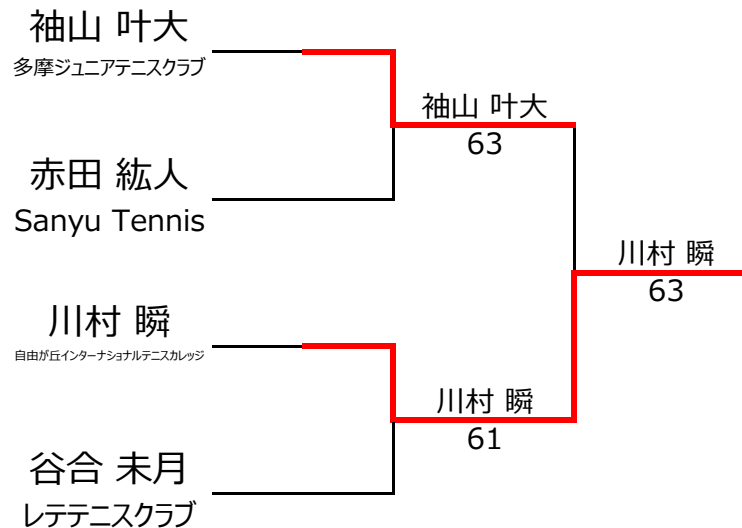 袖山 叶大
多摩ジュニアテニスクラブ
袖山 叶大
63
赤田 紘人
Sanyu Tennis
川村 瞬
63
川村 瞬
自由が丘インターナショナルテニスカレッジ
川村 瞬
61
谷合 未月
レテテニスクラブ